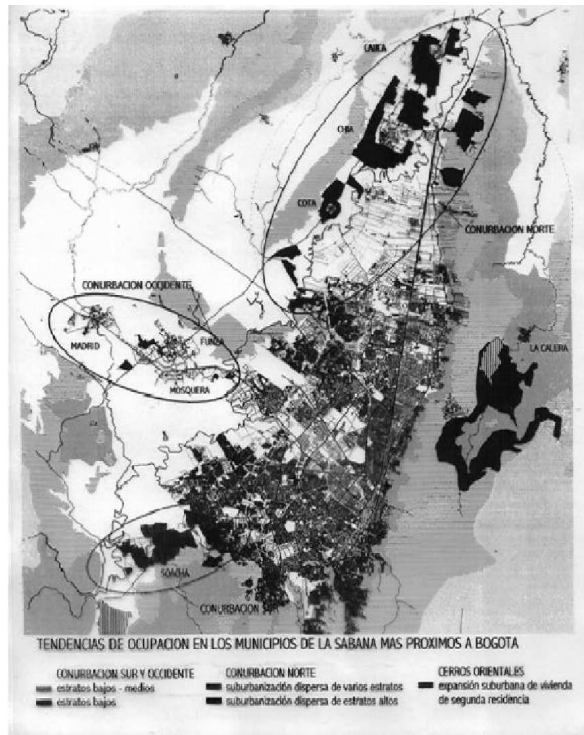 CAJICA
CHIA
COTA
CONURBACION NORTE
CONURBACION OCCIDENTE
MADRID
FUNZA
MOSQUERA
LA CALERA
SOACHA
CONURBACION SUR
TENDENCIAS DE OCUPACION EN LOS MUNICIPIOS DE LA SABANA MAS PROXIMOS A BOGOTA
CONURBACION SUR Y OCCIDENTE
estratos bajos - medios
estratos bajos
CONURBACION NORTE
suburbanización dispersa de varios estratos
suburbanización dispersa de estratos altos
CERROS ORIENTALES
expansión suburbana de vivienda
de segunda residencia